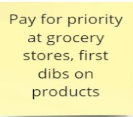 Pay for priority
at grocery
stores, first
dibs on
products